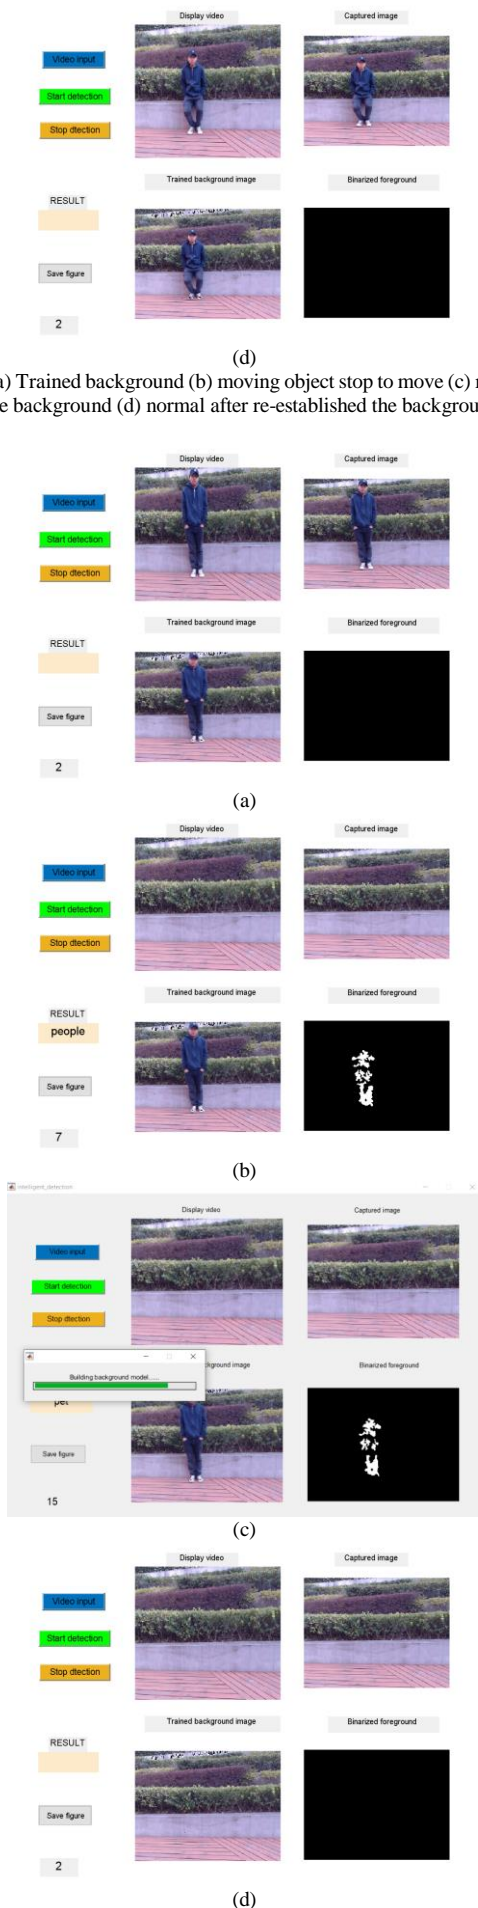 Display video
Captured image
Video input
Start detection
Stop dtection
Trained background image
Binarized foreground
RESULT
Save figure
2
(d)
a) Trained background (b) moving object stop to move (c)
e background (d) normal after re-established the
Display video
Captured image
Video input
Start detection
Stop dtection
Trained background image
Binarized foreground
RESULT
Save figure
2
(a)
Display video
Captured image
Video input
Start detection
Stop dtection
Trained background image
Binarized foreground
RESULT
people
Save figure
7
(b)
intelligent_detection
Display video
Captured image
Video input
Start detection
Stop dtection
Building background model......
kground image
Binarized foreground
pet
Save figure
15
(c)
Display video
Captured image
Video input
Start detection
Stop dtection
Trained background image
Binarized foreground
RESULT
Save figure
2
(d)